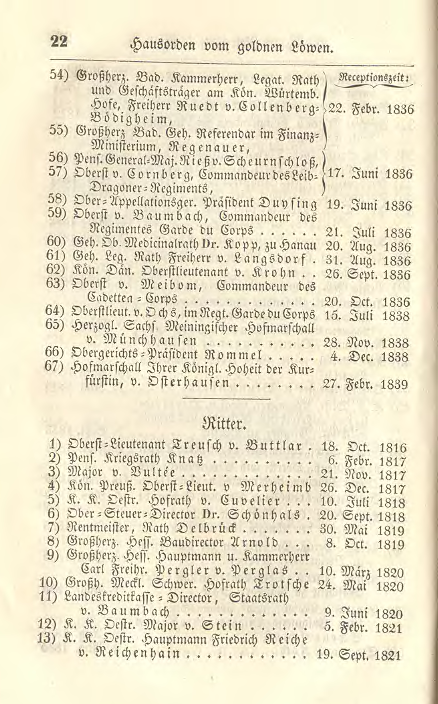 22
Hausorden vom goldnen Löwen.
Receptionszeit:
54) Großherz. Bad. Kammerherr, Legat. Rath
und Geschäftsträger am Kön. Würtemb.
Hofe, Freiherr Ruedt v. Collenberg=
Bödigheim,
22. Febr. 1836
55) Großherz. Bad. Geh. Referendar im Finanz=
Ministerium, Regenauer,
56) Pens. General=Maj. Rieß v. Scheurnschloß,
57) Oberst v. Cornberg, Commandeur des Leib=
Dragoner=Regiments,
17. Juni 1836
58) Ober=Appellationsger. Präsident Duysing 19. Juni 1836
59) Oberst v. Baumbach, Commandeur des
Regimentes Garde du Corps . . . . . . 21. Juli 1836
60) Geh. Ob. Medicinalrath Dr. Kopp, zu Hanau 20. Aug. 1836
61) Geh. Leg. Rath Freiherr v. Langsdorf . 31. Aug. 1836
62) Kön. Dän. Oberstlieutenant v. Krohn . . 26. Sept. 1836
63) Oberst v. Meibom, Commandeur des
Cadetten=Corps . . . . . . . . . . . 20. Oct. 1836
64) Oberstlieut. v. Ochs, im Regt. Garde du Corps 15. Juli 1838
65) Herzogl. Sachs. Meiningischer Hofmarschall
v. Münchhausen . . . . . . . . . . 28. Nov. 1838
66) Obergerichts=Präsident Rommel . . . . . 4. Dec. 1838
67) Hofmarschall Ihrer Königl. Hoheit der Kur=
fürstin, v. Osterhausen . . . . . . . . 27. Febr. 1839
Ritter.
1) Oberst=Lieutenant Treusch v. Buttlar . 18. Oct. 1816
2) Pens. Kriegsrath Knatz . . . . . . . . . . 6. Febr. 1817
3) Major v. Bultée . . . . . . . . . . . . . 21. Nov. 1817
4) Kön. Preuß. Oberst=Lieut. v. Merheimb 26. Dec. 1817
5) K. K. Oestr. Hofrath v. Cuvelier . . . 10. Juli 1818
6) Ober=Steuer=Director Dr. Schönhals . 20. Sept. 1818
7) Rentmeister, Rath Delbrück . . . . . . . 30. Mai 1819
8) Großherz. Hess. Baudirector Arnold . . . 8. Oct. 1819
9) Großherz. Hess. Hauptmann u. Kammerherr
Carl Freihr. Pergler v. Perglas . . 10. März 1820
10) Großh. Meckl. Schwer. Hofrath Trotsche 24. Mai 1820
11) Landeskreditkasse=Director, Staatsrath
v. Baumbach . . . . . . . . . . . . . 9. Juni 1820
12) K. K. Oestr. Major v. Stein . . . . . . 5. Febr. 1821
13) K. K. Oestr. Hauptmann Friedrich Reiche
v. Reichenhain . . . . . . . . . . . . 19. Sept. 1821